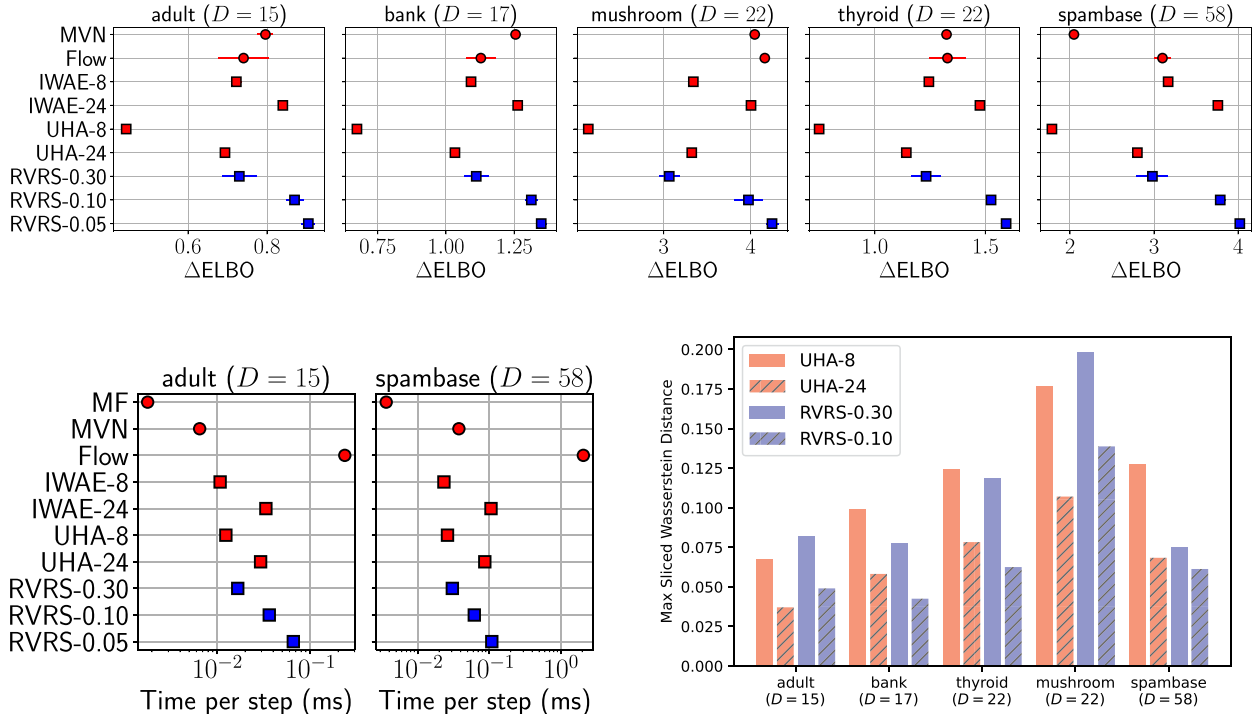 adult (D = 15) bank (D = 17) mushroom (D = 22) thyroid (D = 22) spambase (D = 58)
MVN
Flow
IWAE-8
IWAE-24
UHA-8
UHA-24
RVRS-0.30
RVRS-0.10
RVRS-0.05
0.6 0.8 0.75 1.00 1.25 3 4 1.0 1.5 2 3 4
ΔELBO ΔELBO ΔELBO ΔELBO ΔELBO
adult (D = 15) spambase (D = 58)
MF
MVN
Flow
IWAE-8
IWAE-24
UHA-8
UHA-24
RVRS-0.30
RVRS-0.10
RVRS-0.05
10⁻² 10⁻¹ 10⁻² 10⁻¹ 10⁰
Time per step (ms) Time per step (ms)
Max Sliced Wasserstein Distance
0.200
0.175
0.150
0.125
0.100
0.075
0.050
0.025
0.000
UHA-8
UHA-24
RVRS-0.30
RVRS-0.10
adult bank thyroid mushroom spambase
(D = 15) (D = 17) (D = 22) (D = 22) (D = 58)